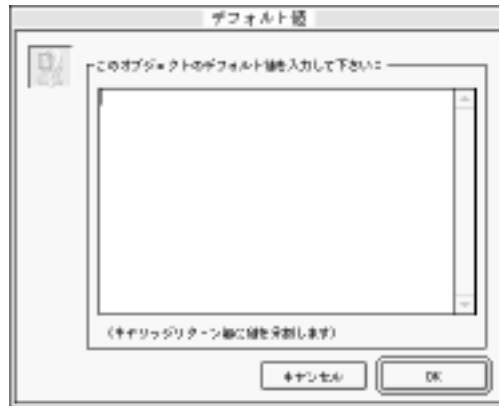 デフォルト値
このオブジェクトのデフォルト値を入力して下さい:
(キャリッジリターン毎に値を分割します)
キャンセル
OK